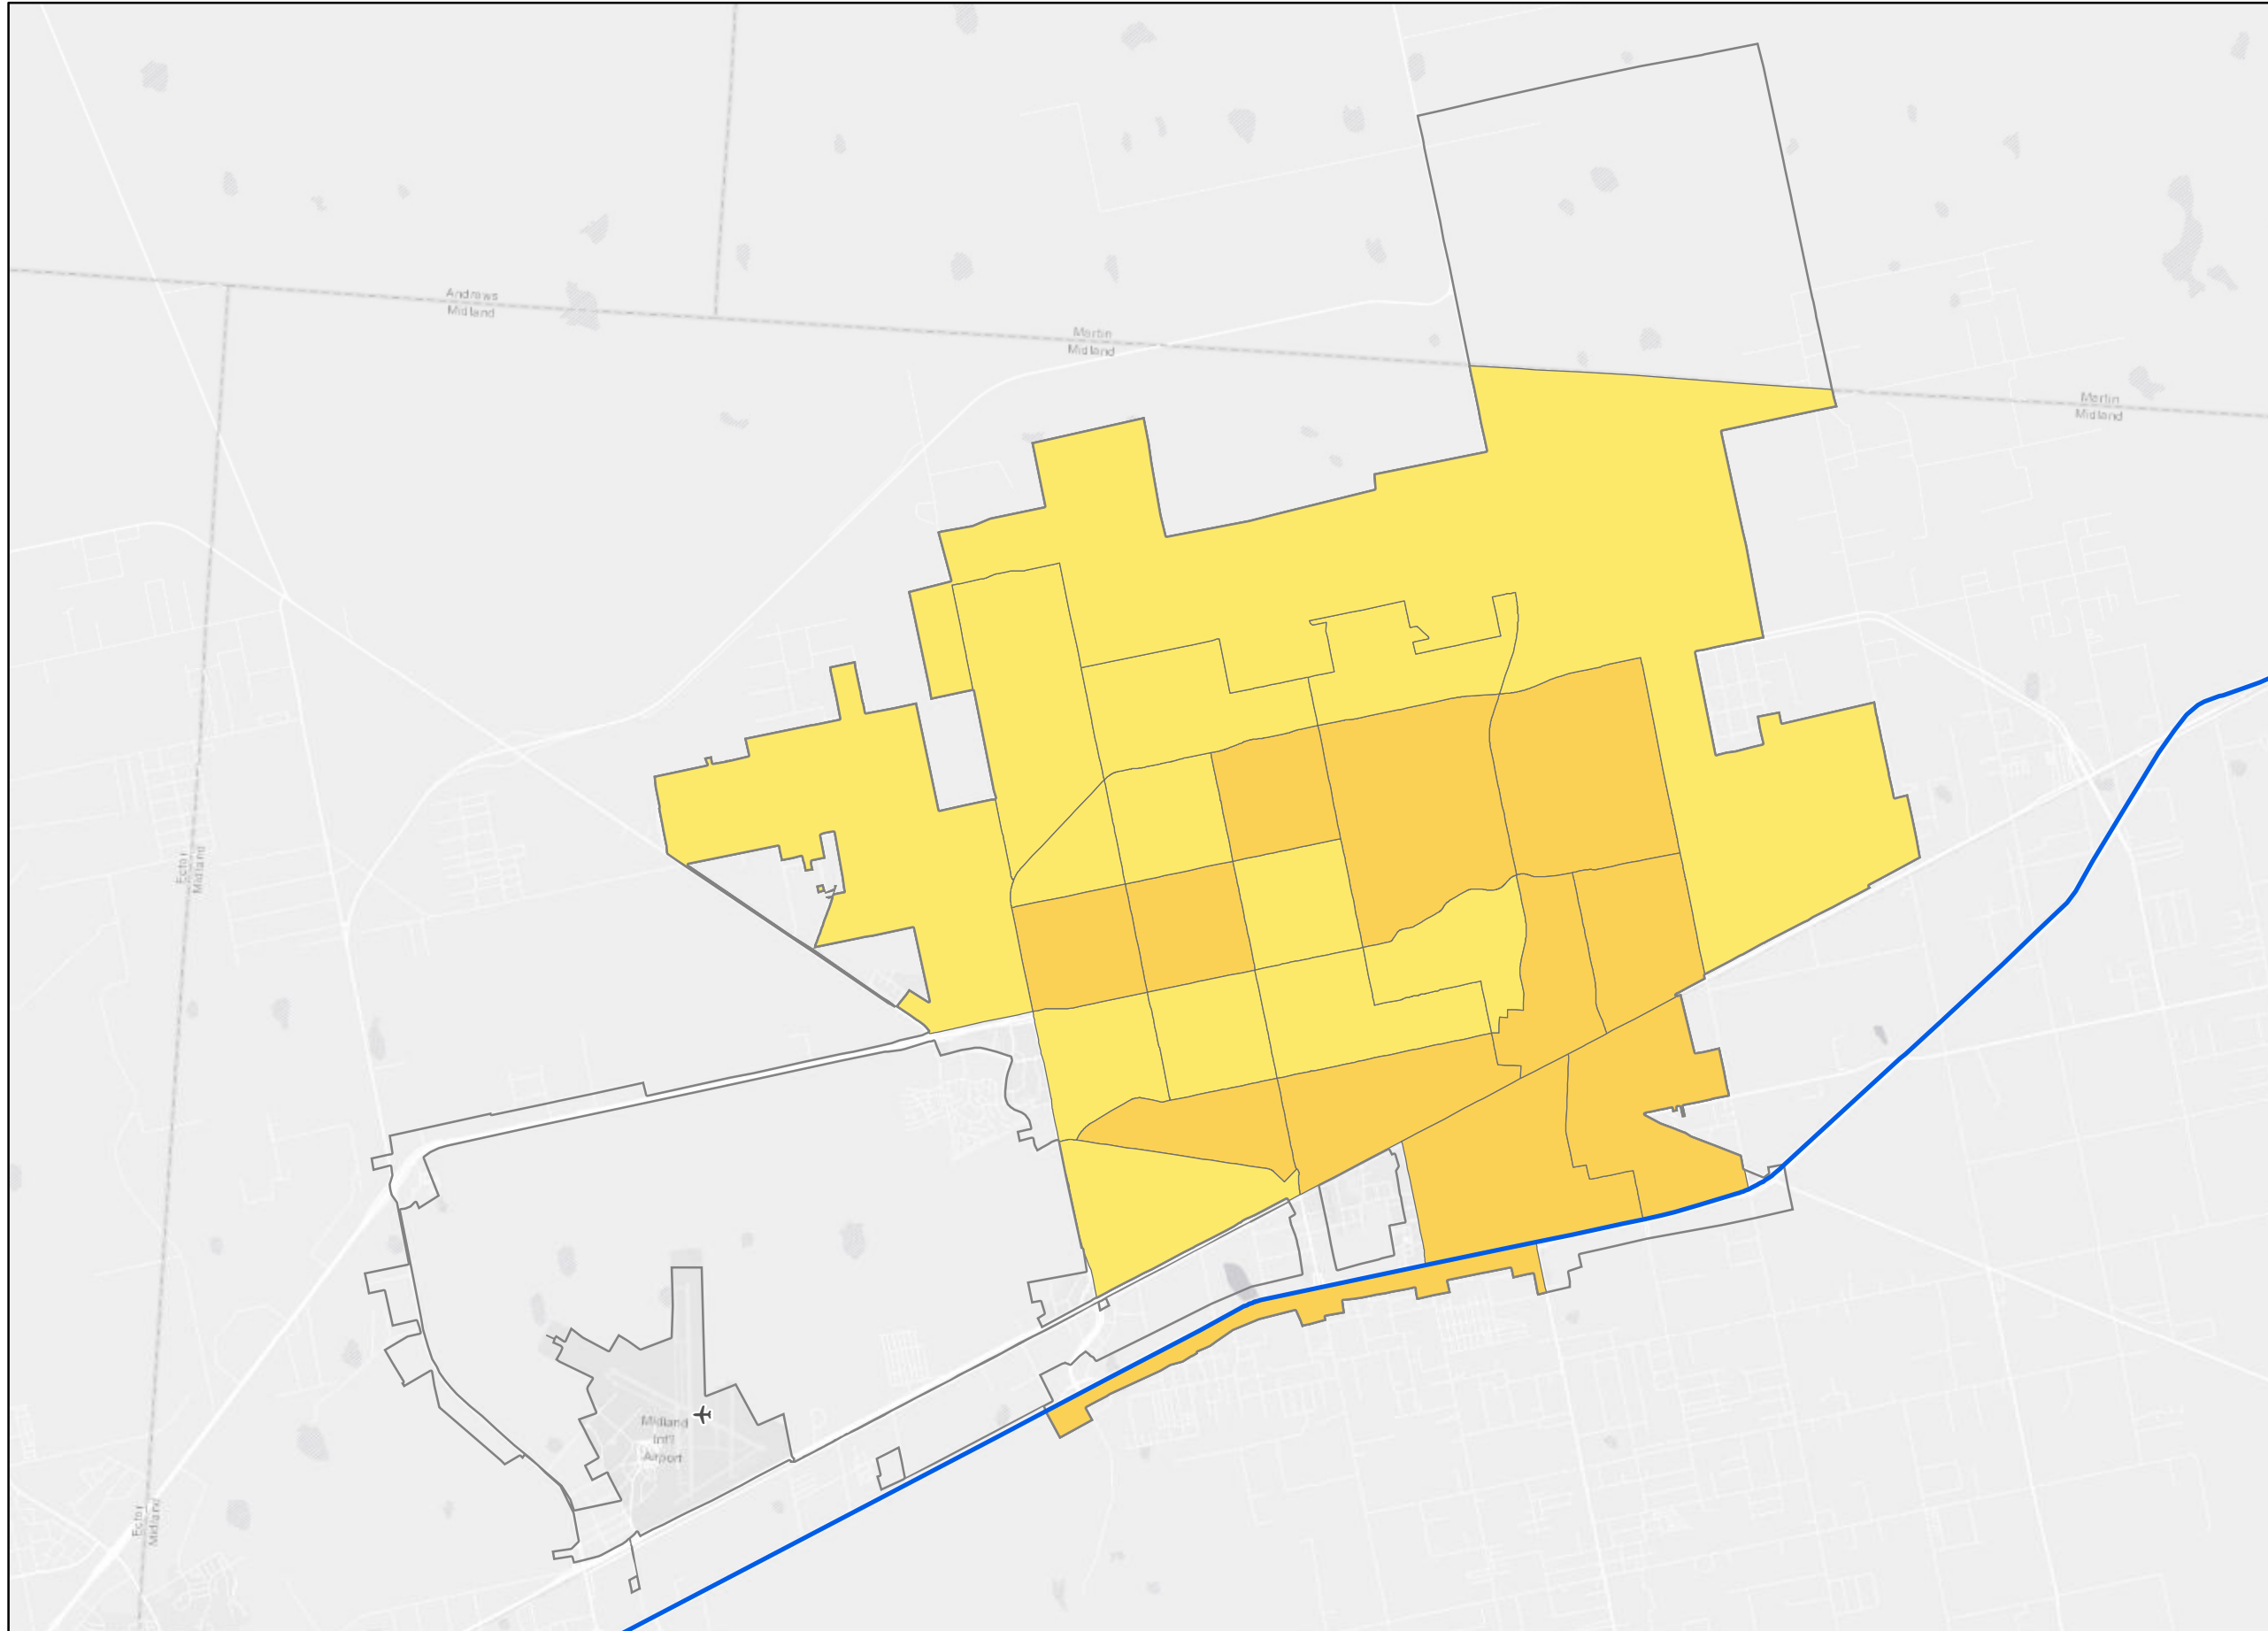 Andrews
Midland
Martin
Midland
Martin
Midland
Ector
Midland
Midland
Int'l
Airport
Ector
Midland